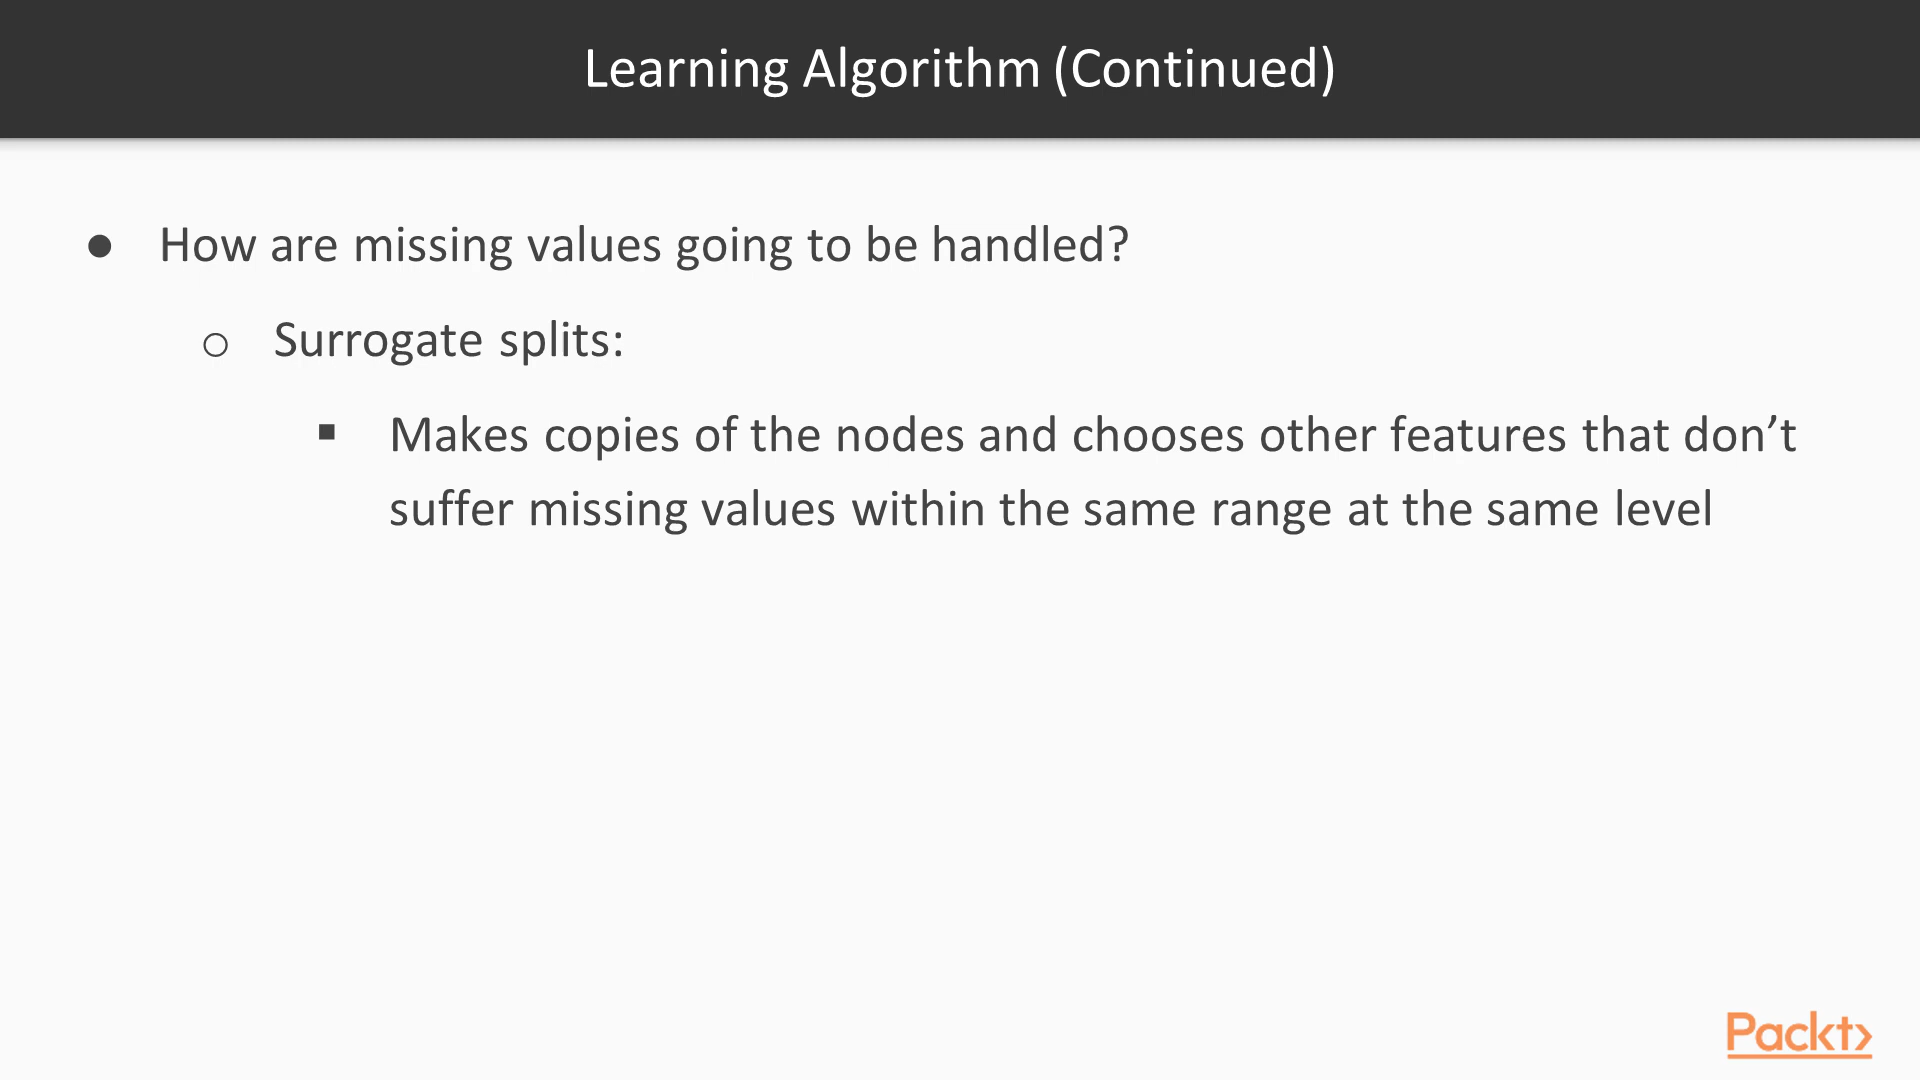 Learning Algorithm (Continued)
● How are missing values going to be handled?
○ Surrogate splits:
▪ Makes copies of the nodes and chooses other features that don’t
suffer missing values within the same range at the same level
Packt>